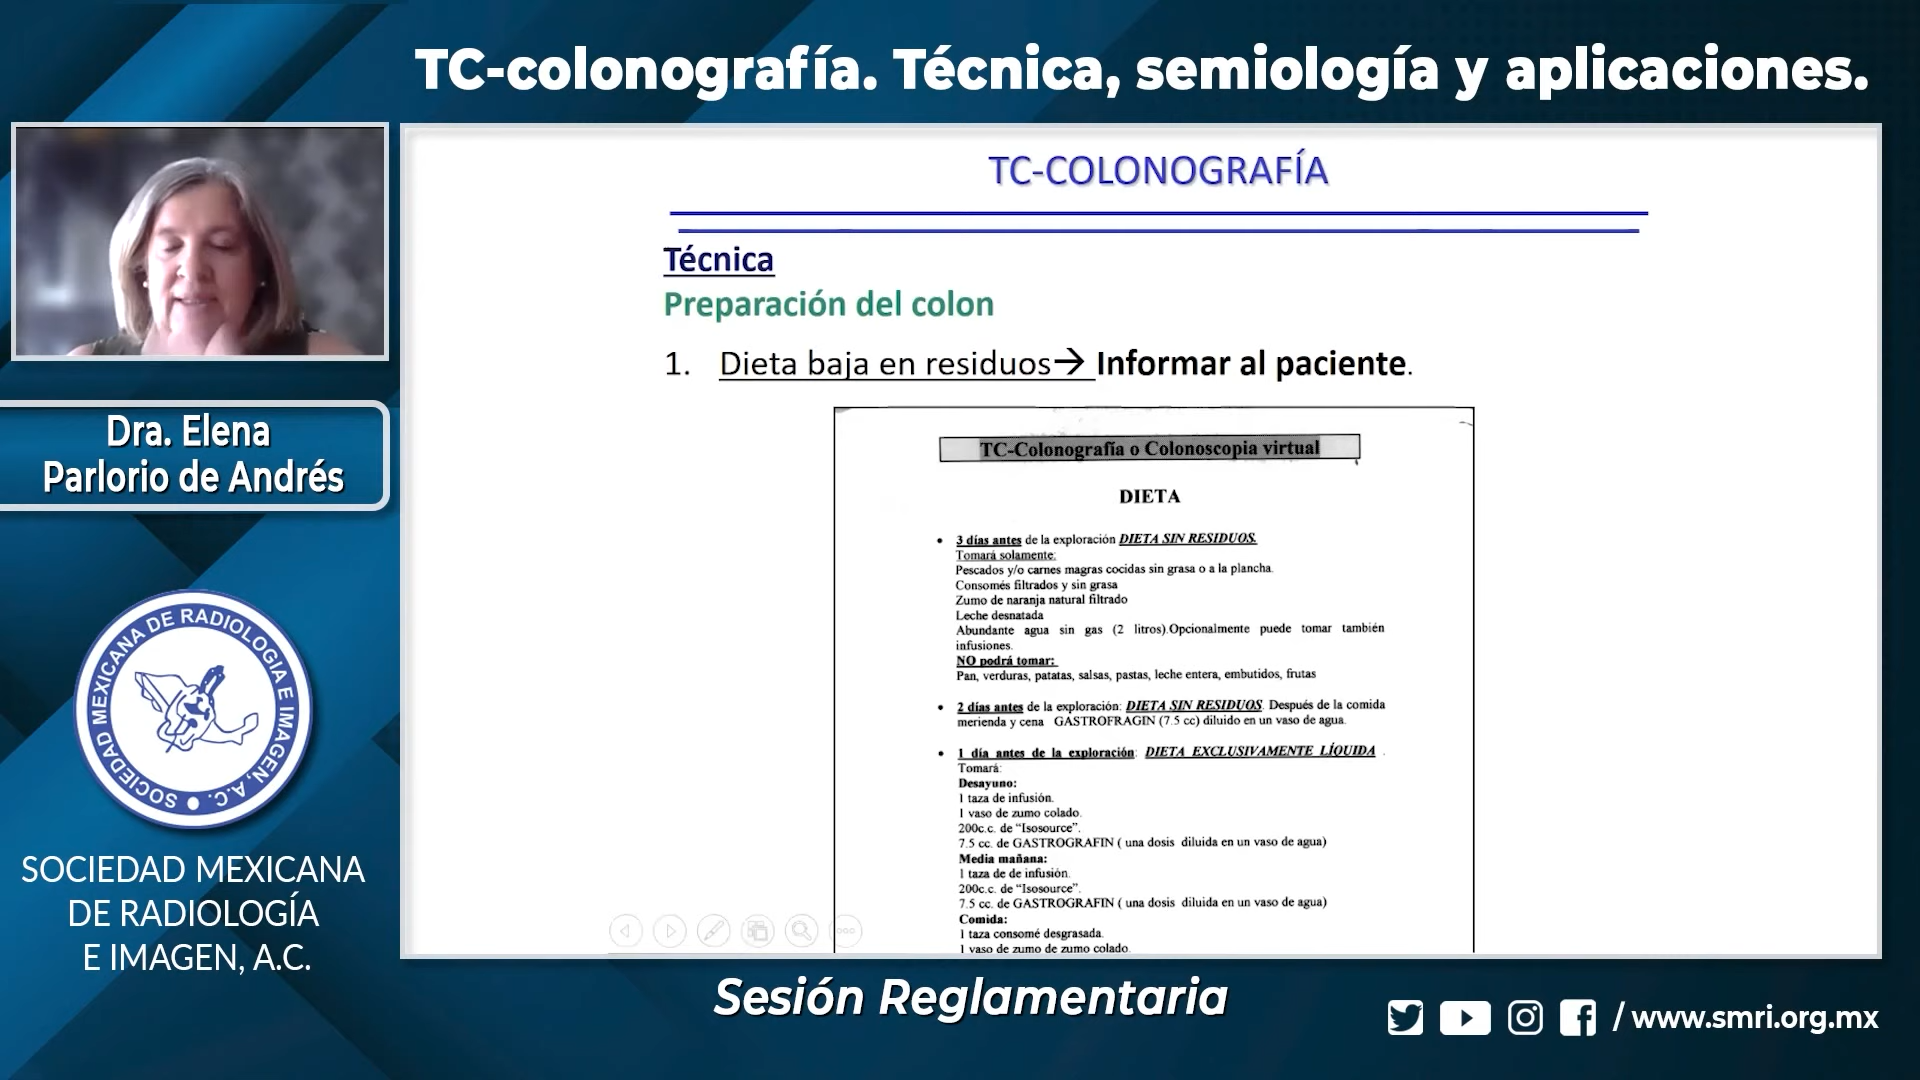 TC-colonografía. Técnica, semiología y aplicaciones.
Dra. Elena
Parlorio de Andrés
SOCIEDAD MEXICANA DE RADIOLOGIA E IMAGEN, A.C.
SOCIEDAD MEXICANA
DE RADIOLOGÍA
E IMAGEN, A.C.
TC-COLONOGRAFÍA
Técnica
Preparación del colon
1. Dieta baja en residuos→ Informar al paciente.
TC-Colonografía o Colonoscopia virtual
DIETA
• 3 días antes de la exploración DIETA SIN RESIDUOS.
Tomará solamente:
Pescados y/o carnes magras cocidas sin grasa o a la plancha.
Consomés filtrados y sin grasa
Zumo de naranja natural filtrado
Leche desnatada
Abundante agua sin gas (2 litros).Opcionalmente puede tomar también
infusiones.
NO podrá tomar:
Pan, verduras, patatas, salsas, pastas, leche entera, embutidos, frutas
• 2 días antes de la exploración: DIETA SIN RESIDUOS. Después de la comida
merienda y cena GASTROFRAGIN (7.5 cc) diluido en un vaso de agua.
• 1 día antes de la exploración: DIETA EXCLUSIVAMENTE LÍQUIDA .
Tomará:
Desayuno:
1 taza de infusión.
1 vaso de zumo colado.
200c.c. de “Isosource”.
7.5 cc. de GASTROGRAFIN ( una dosis diluida en un vaso de agua)
Media mañana:
1 taza de de infusión.
200c.c. de “Isosource”.
7.5 cc. de GASTROGRAFIN ( una dosis diluida en un vaso de agua)
Comida:
1 taza consomé desgrasada.
1 vaso de zumo de zumo colado.
Sesión Reglamentaria
/ www.smri.org.mx